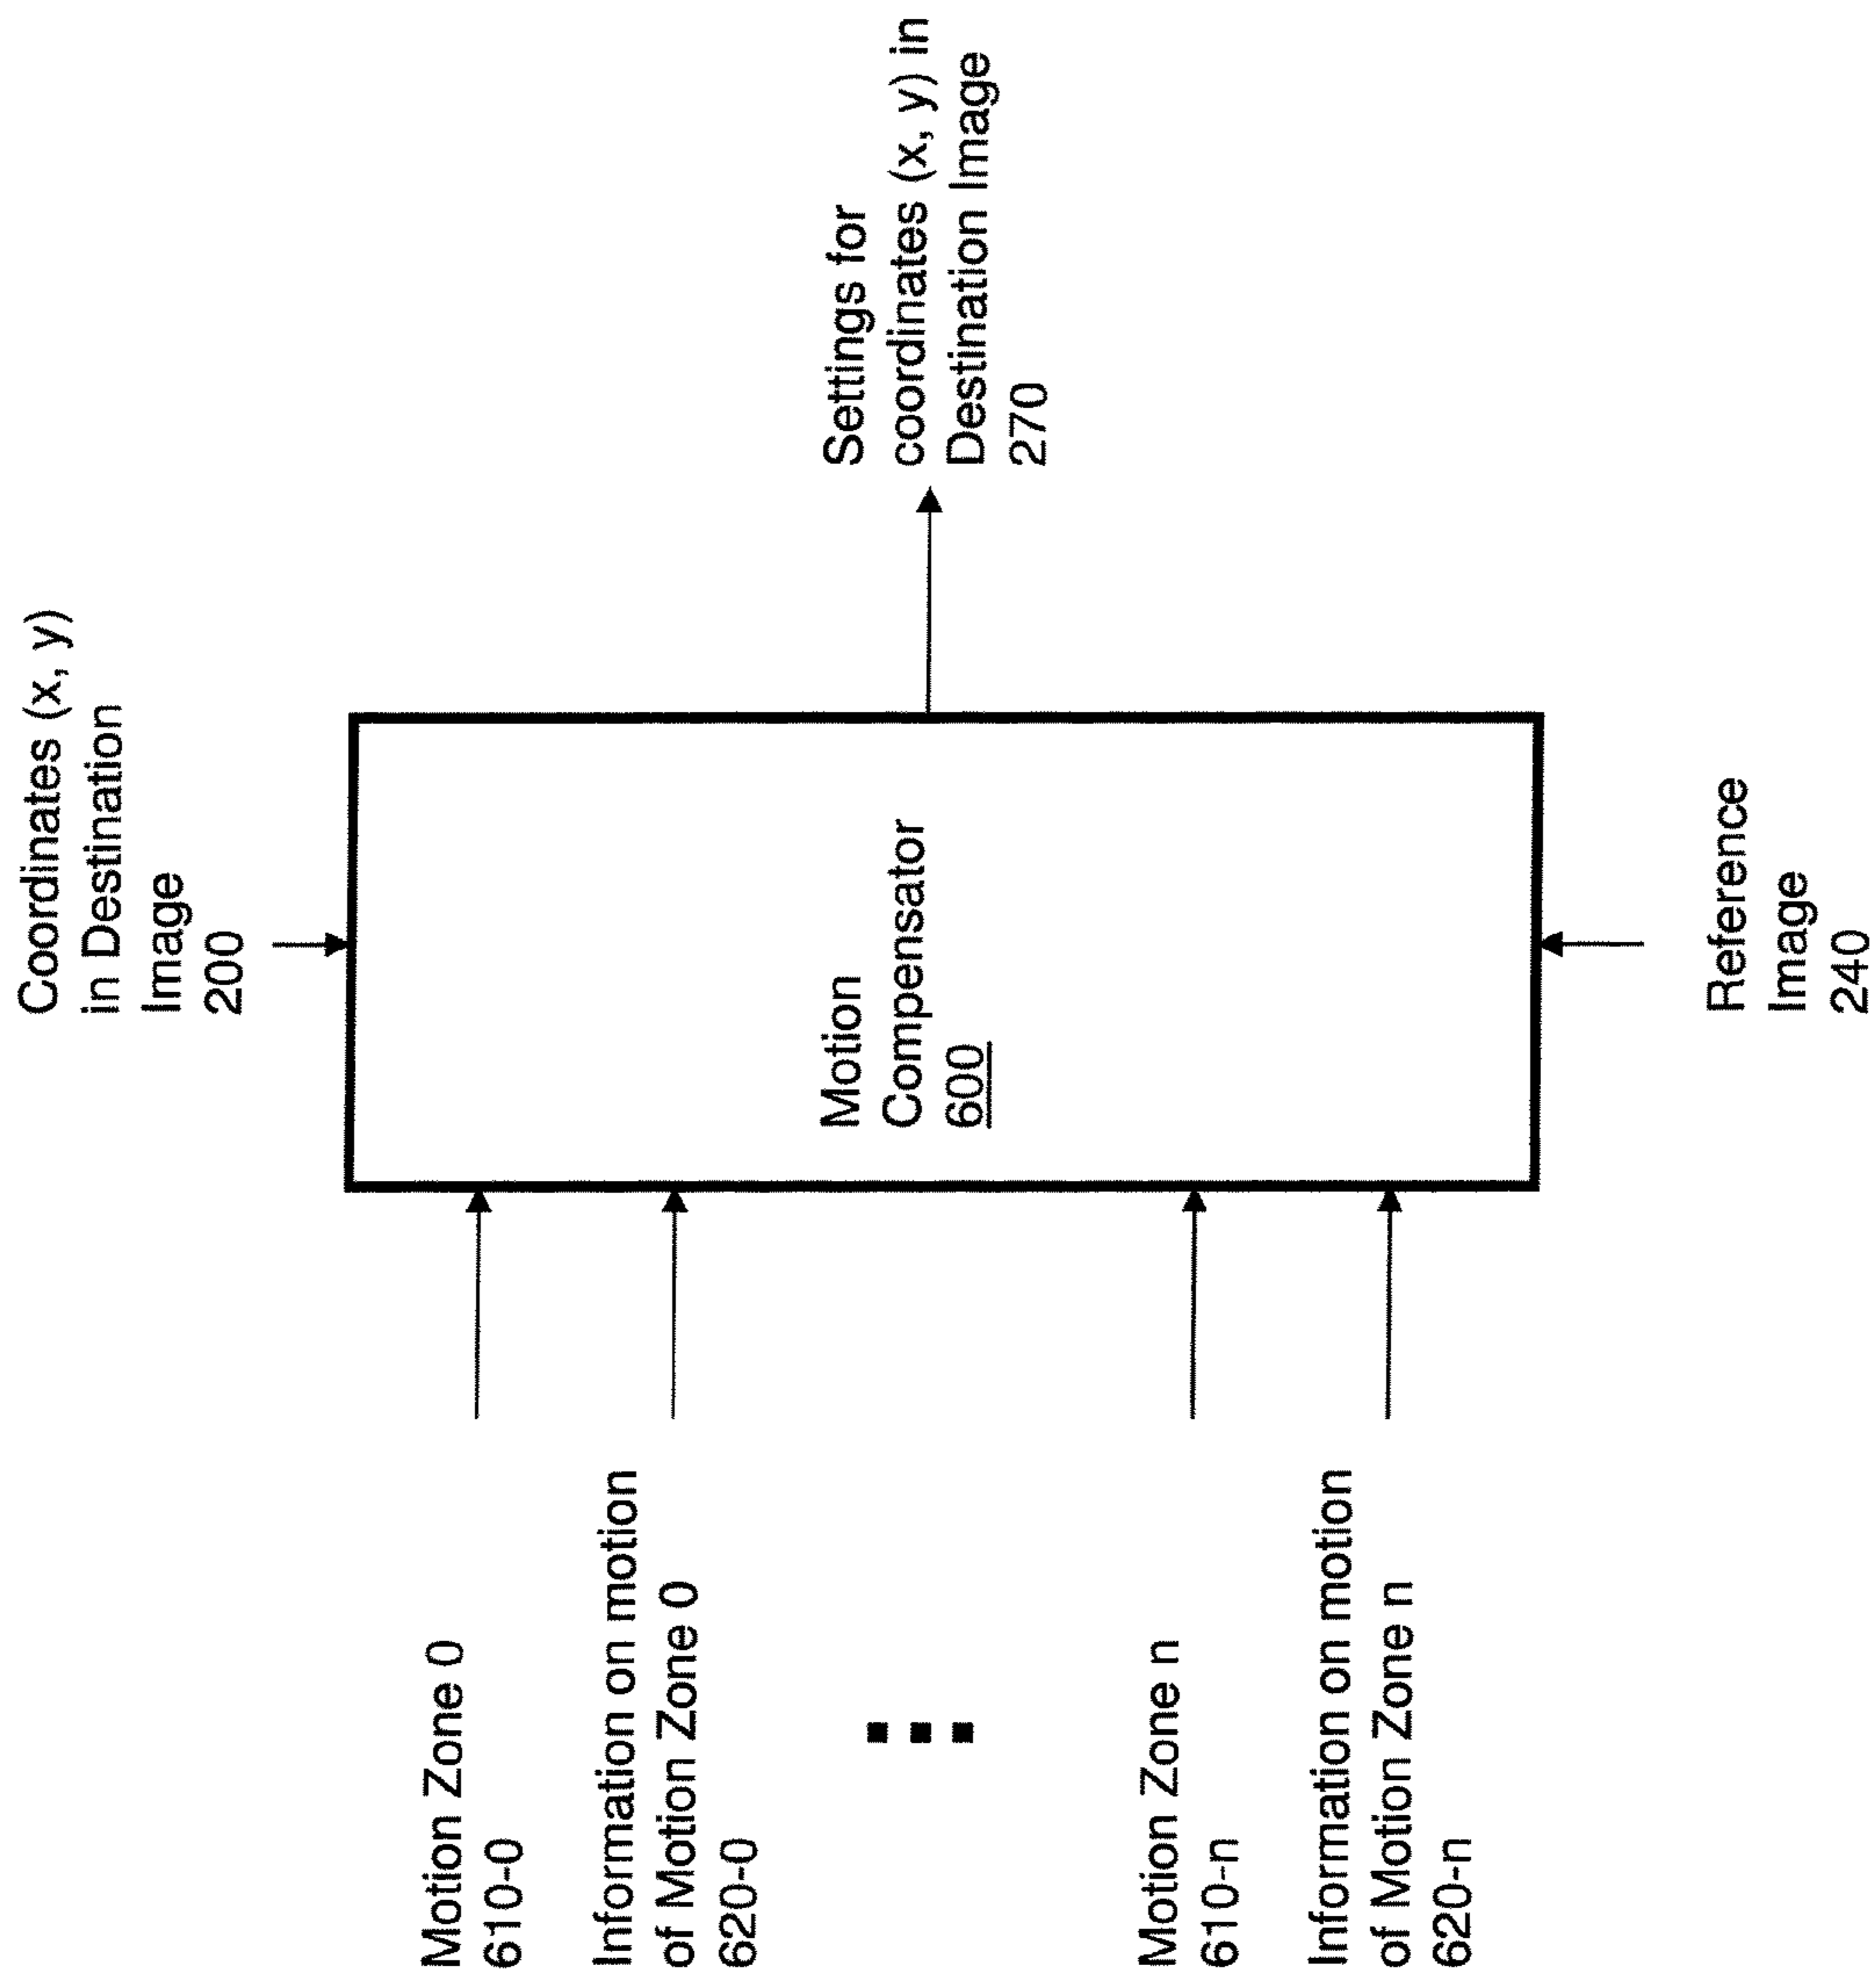 Coordinates (x, y)
in Destination
Image
200
Motion Zone 0
610-0
Information on motion
of Motion Zone 0
620-0
Motion Zone n
610-n
Information on motion
of Motion Zone n
620-n
Motion
Compensator
600
Settings for
coordinates (x, y) in
Destination Image
270
Reference
Image
240